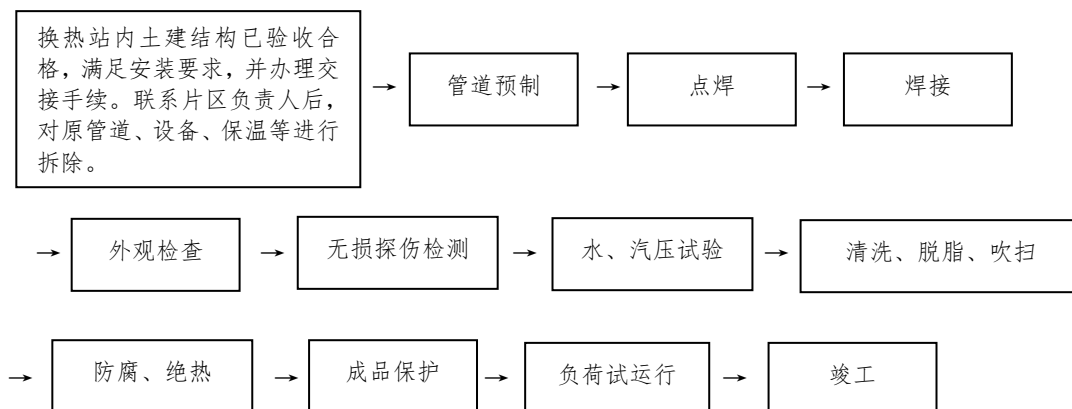 换热站内土建结构已验收合
格，满足安装要求，并办理交
接手续。联系片区负责人后，
对原管道、设备、保温等进行
拆除。
管道预制
点焊
焊接
外观检查
无损探伤检测
水、汽压试验
清洗、脱脂、吹扫
防腐、绝热
成品保护
负荷试运行
竣工